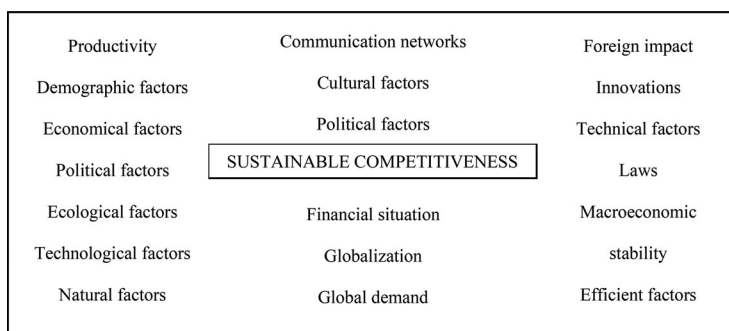 Productivity
Demographic factors
Economical factors
Political factors
Ecological factors
Technological factors
Natural factors
Communication networks
Cultural factors
Political factors
SUSTAINABLE COMPETITIVENESS
Financial situation
Globalization
Global demand
Foreign impact
Innovations
Technical factors
Laws
Macroeconomic
stability
Efficient factors